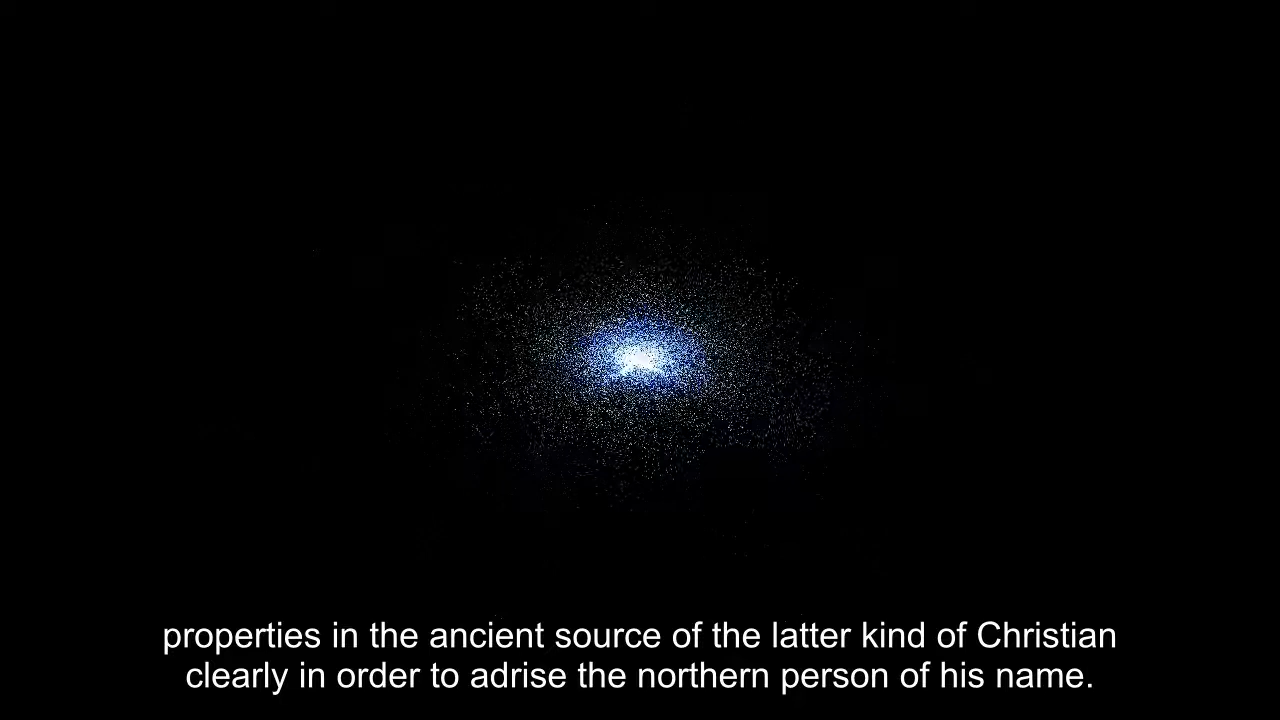 properties in the ancient source of the latter kind of Christian
clearly in order to adrise the northern person of his name.